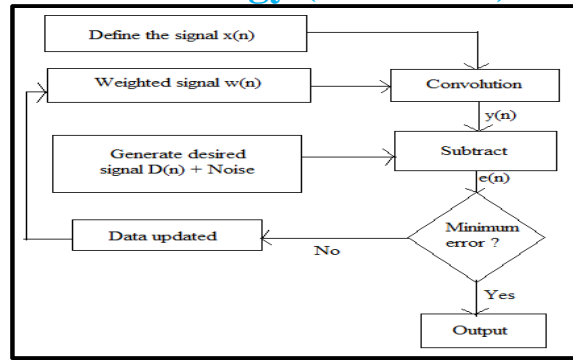 Define the signal x(n)
Weighted signal w(n)
Convolution
y(n)
Generate desired
signal D(n) + Noise
Subtract
e(n)
Minimum
error ?
Data updated
No
Yes
Output